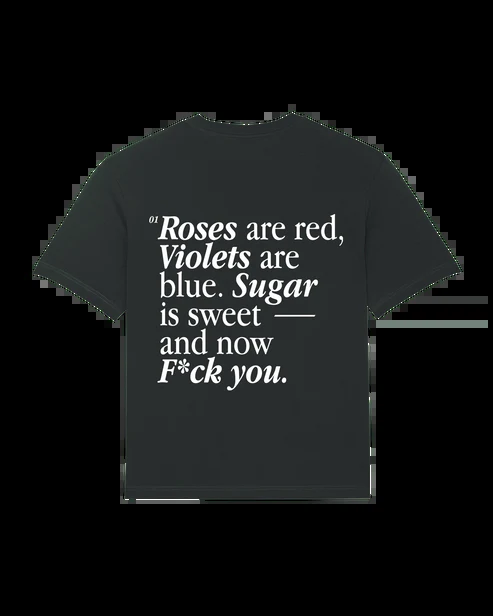 01 Roses are red,
Violets are
blue. Sugar
is sweet —
and now
F*ck you.